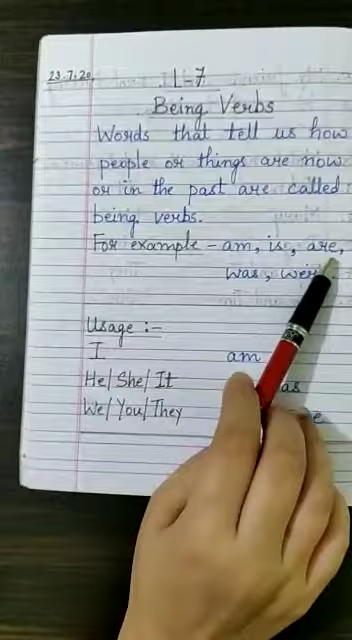 23.7.20
L-7
Being Verbs
Words that tell us how
people or things are now
or in the past are called
being verbs.
For example - am, is, are,
was,
Usage :-
I am
He/She/It
We/You/They